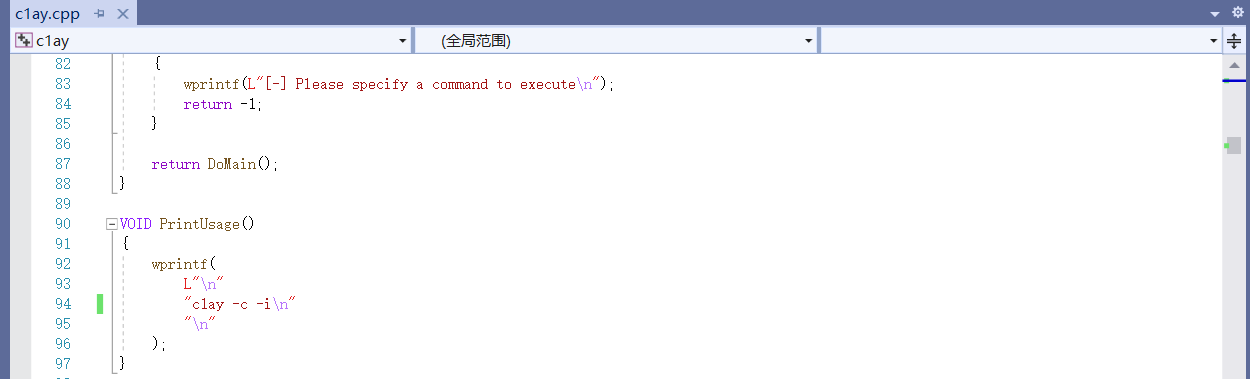 c1ay.cpp
c1ay
(全局范围)
82 {
83 wprintf(L"[-] Please specify a command to execute\n");
84 return -1;
85 }
86
87 return DoMain();
88 }
89
90 VOID PrintUsage()
91 {
92 wprintf(
93 L"\n"
94 "clay -c -i\n"
95 "\n"
96 );
97 }